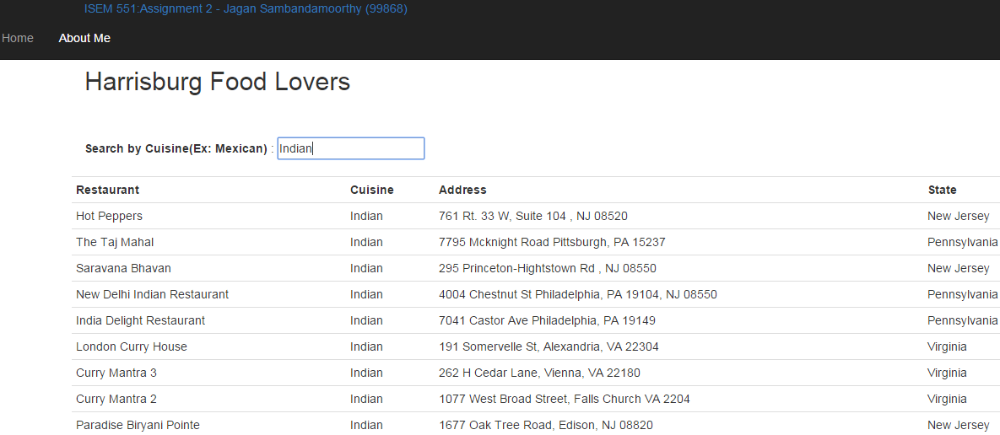 ISEM 551:Assignment 2 - Jagan Sambandamoorthy (99868)
Home About Me
Harrisburg Food Lovers
Search by Cuisine(Ex: Mexican) : Indian
Restaurant Cuisine Address State
Hot Peppers Indian 761 Rt. 33 W, Suite 104 , NJ 08520 New Jersey
The Taj Mahal Indian 7795 Mcknight Road Pittsburgh, PA 15237 Pennsylvania
Saravana Bhavan Indian 295 Princeton-Hightstown Rd , NJ 08550 New Jersey
New Delhi Indian Restaurant Indian 4004 Chestnut St Philadelphia, PA 19104, NJ 08550 Pennsylvania
India Delight Restaurant Indian 7041 Castor Ave Philadelphia, PA 19149 Pennsylvania
London Curry House Indian 191 Somervelle St, Alexandria, VA 22304 Virginia
Curry Mantra 3 Indian 262 H Cedar Lane, Vienna, VA 22180 Virginia
Curry Mantra 2 Indian 1077 West Broad Street, Falls Church VA 2204 Virginia
Paradise Biryani Pointe Indian 1677 Oak Tree Road, Edison, NJ 08820 New Jersey